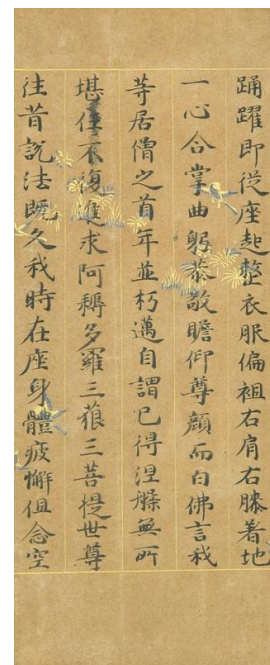 踊躍即從座起整衣服偏袒右肩右膝著地
一心合掌曲躬恭敬瞻仰尊顔而白佛言我
等居僧之首年並朽邁自謂已得涅槃無所
堪任不復進求阿耨多羅三藐三菩提世尊
往昔說法既久我時在座身體疲懈但念空